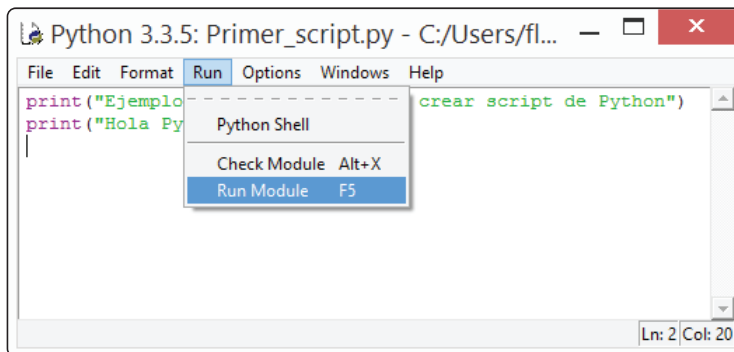 Python 3.3.5: Primer_script.py - C:/Users/fl...
File Edit Format Run Options Windows Help
print("Ejemplo crear script de Python")
print("Hola Py
Python Shell
Check Module Alt+X
Run Module F5
Ln: 2 Col: 20